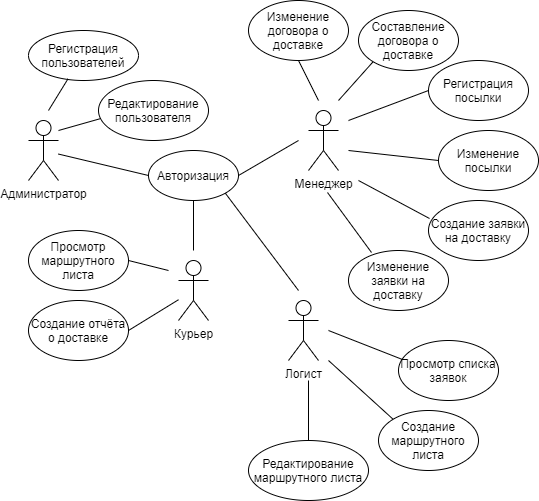 Изменение
договора о
доставке
Составление
договора о
доставке
Регистрация
пользователей
Регистрация
посылки
Редактирование
пользователя
Изменение
посылки
Администратор
Авторизация
Менеджер
Создание заявки
на доставку
Просмотр
маршрутного
листа
Изменение
заявки на
доставку
Создание отчёта
о доставке
Курьер
Логист
Просмотр списка
заявок
Создание
маршрутного
листа
Редактирование
маршрутного листа